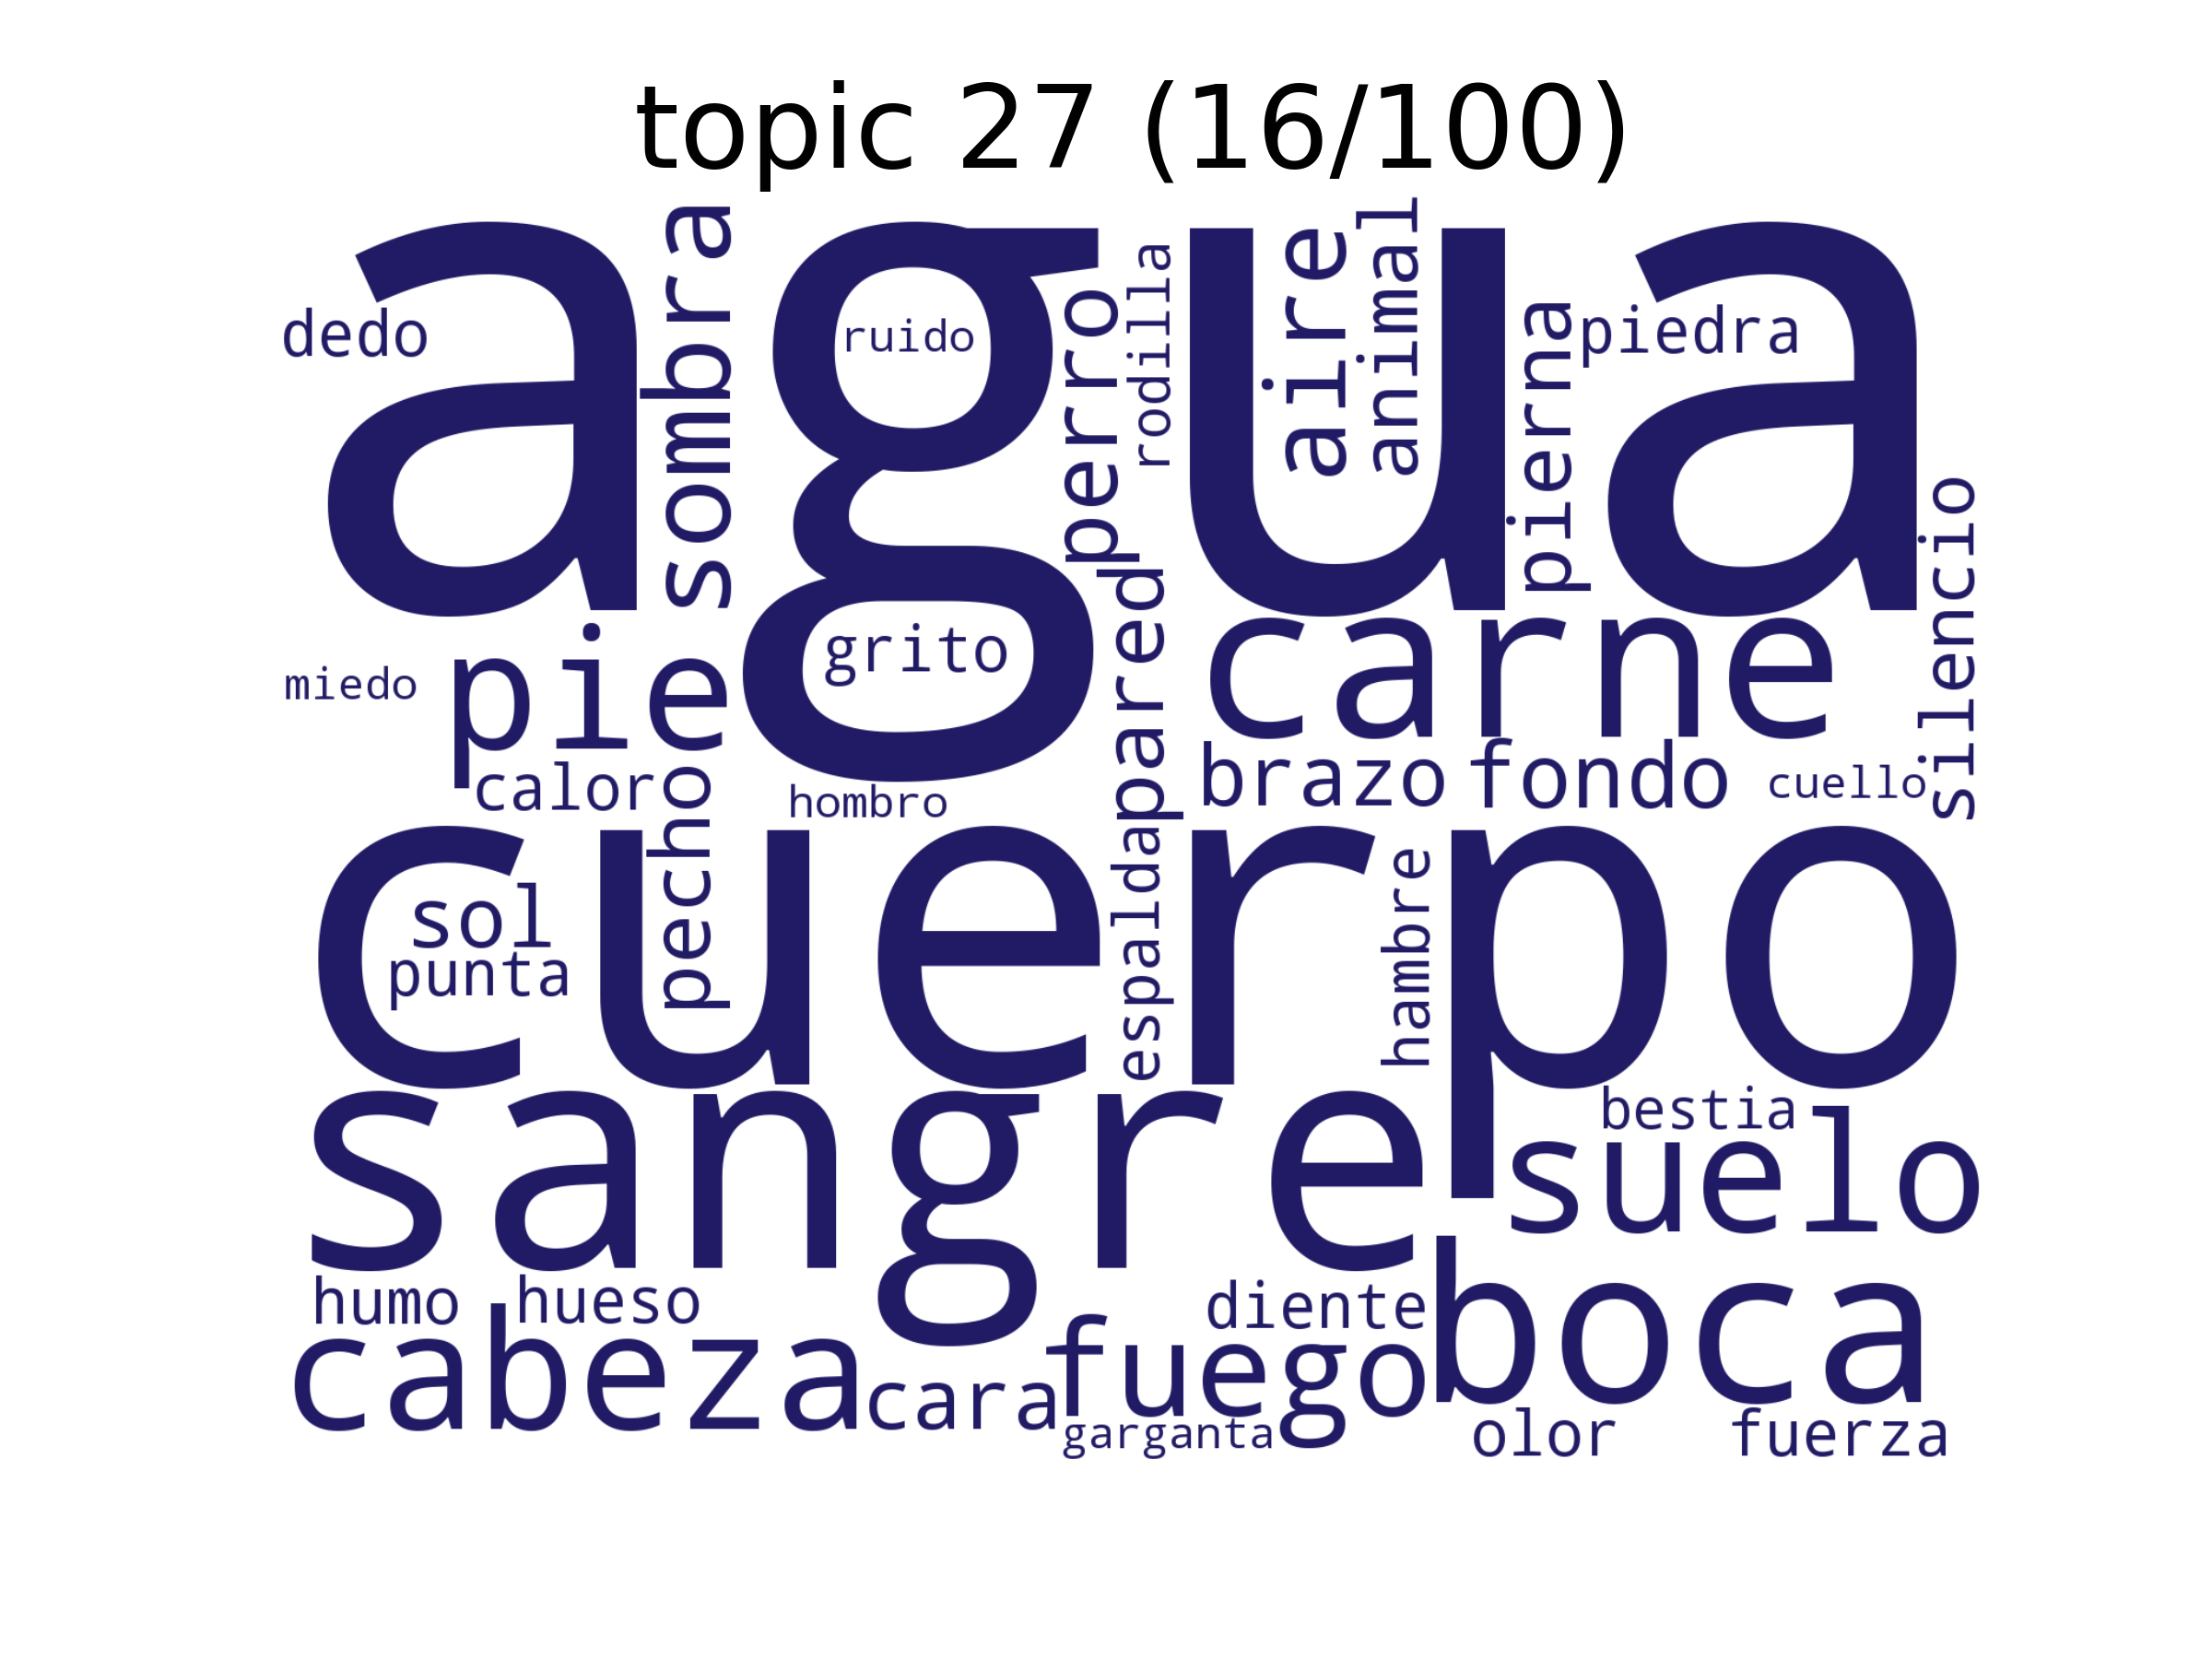 topic 27 (16/100)
agua
sombra
dedo
ruido
perro
rodilla
aire
animal
pierna
piedra
silencio
grito
pared
carne
miedo
pie
calor
pecho
hombro
brazo
fondo
cuello
cuerpo
sol
punta
espalda
hambre
sangre
bestia
suelo
humo
hueso
diente
boca
cabeza
cara
fuego
garganta
olor
fuerza